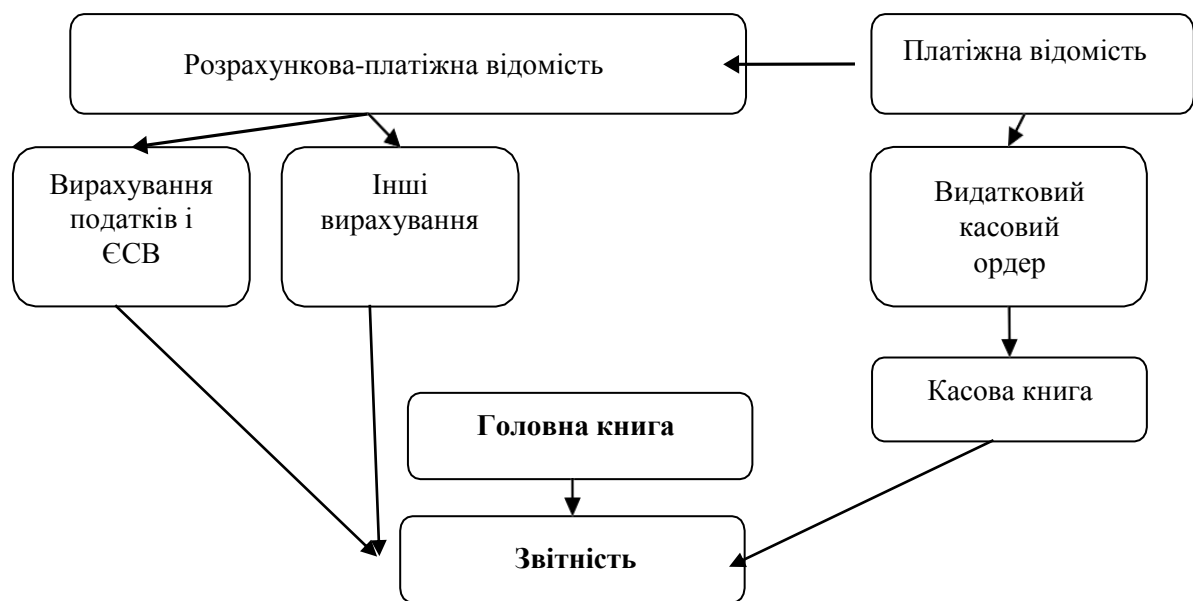 Розрахункова-платіжна відомість
Платіжна відомість
Вирахування
податків і
ЄСВ
Інші
вирахування
Видатковий
касовий
ордер
Касова книга
Головна книга
Звітність